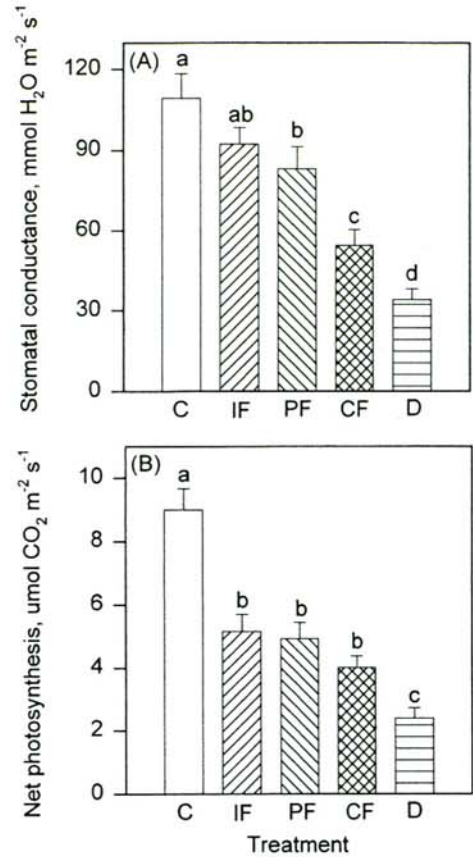 Stomatal conductance, mmol H₂O m⁻² s⁻¹
(A)
120
90
60
30
0
a
ab
b
c
d
C IF PF CF D
Net photosynthesis, umol CO₂ m⁻² s⁻¹
(B)
10
8
6
4
2
0
a
b
b
b
c
C IF PF CF D
Treatment